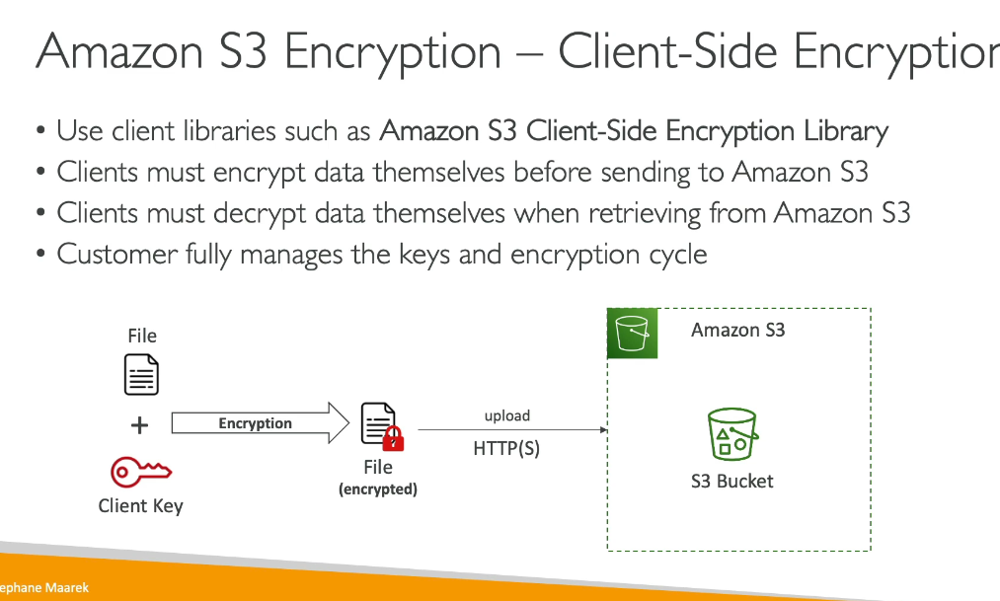 Amazon S3 Encryption – Client-Side Encryption
• Use client libraries such as Amazon S3 Client-Side Encryption Library
• Clients must encrypt data themselves before sending to Amazon S3
• Clients must decrypt data themselves when retrieving from Amazon S3
• Customer fully manages the keys and encryption cycle
File
+
Client Key
Encryption
File
(encrypted)
upload
HTTP(S)
Amazon S3
S3 Bucket
ephane Maarek